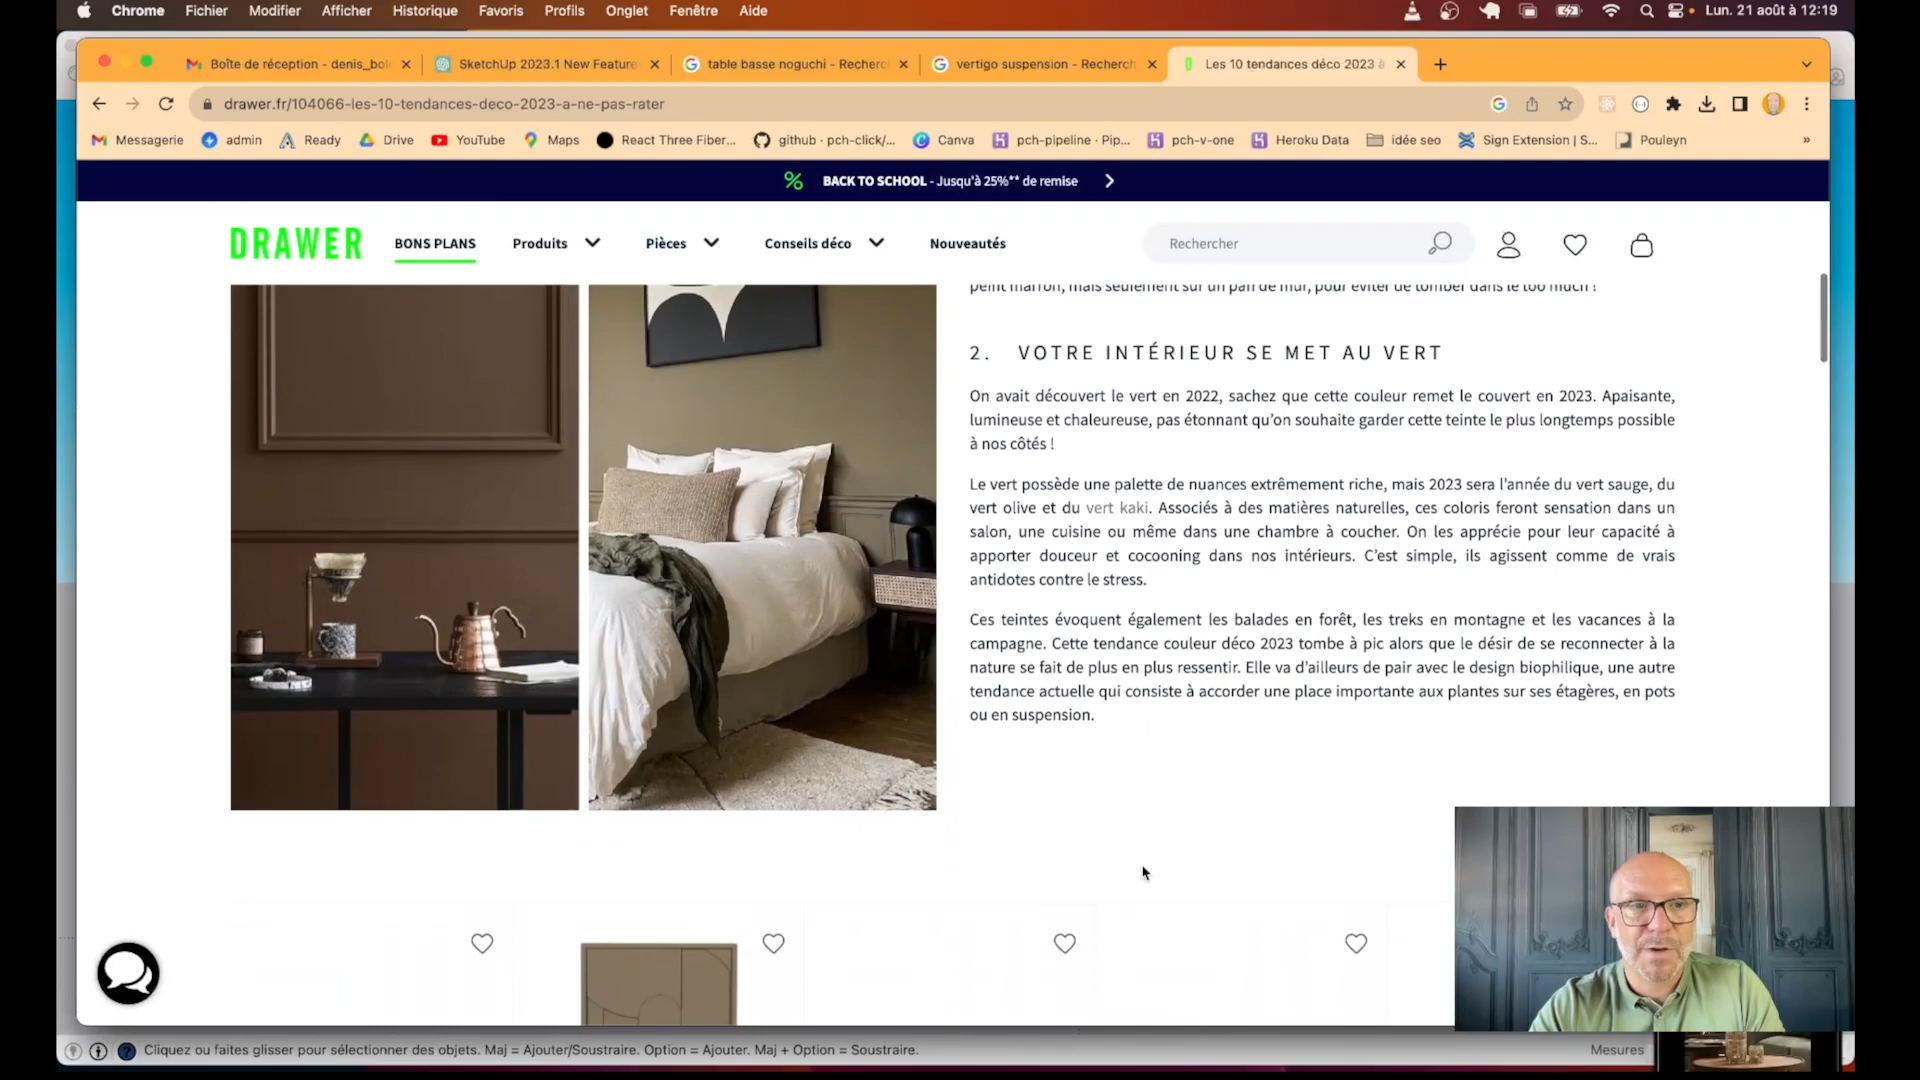 Chrome Fichier Modifier Afficher Historique Favoris Profils Onglet Fenêtre Aide
Lun. 21 août à 12:19
Boîte de réception - denis_bo
SketchUp 2023.1 New Feature
table basse noguchi - Recherc
vertigo suspension - Recherch
Les 10 tendances déco 2023 à
drawer.fr/104066-les-10-tendances-deco-2023-a-ne-pas-rater
Messagerie admin Ready Drive YouTube Maps React Three Fiber... github · pch-click/... Canva pch-pipeline · Pip... pch-v-one Heroku Data idée seo Sign Extension | S... Pouleyn
BACK TO SCHOOL - Jusqu'à 25%** de remise
DRAWER BONS PLANS Produits Pièces Conseils déco Nouveautés Rechercher
peint marron, mais seulement sur un pan de mur, pour éviter de tomber dans le too much !
2. VOTRE INTÉRIEUR SE MET AU VERT
On avait découvert le vert en 2022, sachez que cette couleur remet le couvert en 2023. Apaisante,
lumineuse et chaleureuse, pas étonnant qu'on souhaite garder cette teinte le plus longtemps possible
à nos côtés !
Le vert possède une palette de nuances extrêmement riche, mais 2023 sera l'année du vert sauge, du
vert olive et du vert kaki. Associés à des matières naturelles, ces coloris feront sensation dans un
salon, une cuisine ou même dans une chambre à coucher. On les apprécie pour leur capacité à
apporter douceur et cocooning dans nos intérieurs. C'est simple, ils agissent comme de vrais
antidotes contre le stress.
Ces teintes évoquent également les balades en forêt, les treks en montagne et les vacances à la
campagne. Cette tendance couleur déco 2023 tombe à pic alors que le désir de se reconnecter à la
nature se fait de plus en plus ressentir. Elle va d'ailleurs de pair avec le design biophilique, une autre
tendance actuelle qui consiste à accorder une place importante aux plantes sur ses étagères, en pots
ou en suspension.
Cliquez ou faites glisser pour sélectionner des objets. Maj = Ajouter/Soustraire. Option = Ajouter. Maj + Option = Soustraire.
Mesures